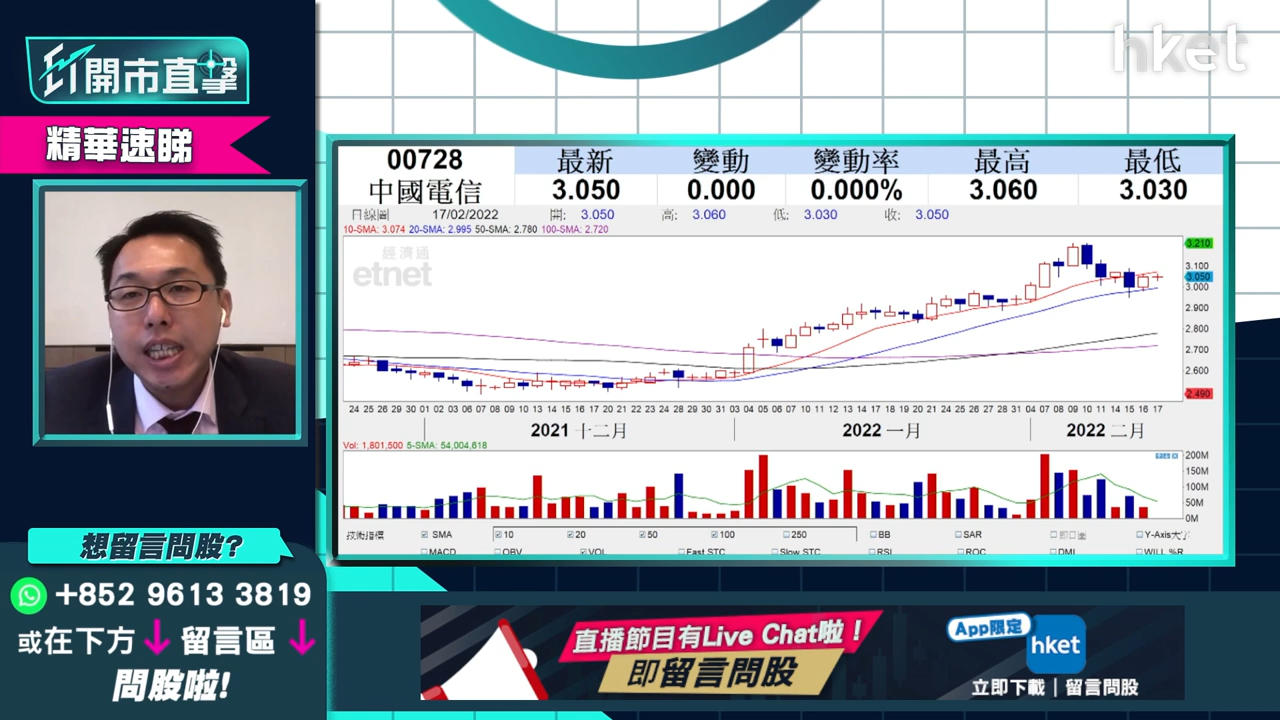 hket
ET開市直擊
精華速睇
00728 最新 變動 變動率 最高 最低
中國電信 3.050 0.000 0.000% 3.060 3.030
日線圖 17/02/2022 開: 3.050 高: 3.060 低: 3.030 收: 3.050
10-SMA: 3.074 20-SMA: 2.995 50-SMA: 2.780 100-SMA: 2.720
經濟通
etnet
3.210
3.100
3.050
3.000
2.900
2.800
2.700
2.600
2.490
24 25 26 29 30 01 02 03 06 07 08 09 10 13 14 15 16 17 20 21 22 23 24 28 29 30 31 03 04 05 06 07 10 11 12 13 14 17 18 19 20 21 24 25 26 27 28 31 04 07 08 09 10 11 14 15 16 17
2021 十二月 2022 一月 2022 二月
Vol: 1,801,500 5-SMA: 54,004,618
200M
150M
100M
50M
0M
技術指標 SMA 10 20 50 100 250 BB SAR Y-Axis大字
MACD OBV VOL Fast STC Slow STC RSI ROC DMI WILL %R
想留言問股?
+852 9613 3819
或在下方 留言區
問股啦!
直播節目有Live Chat啦！
即留言問股
App限定
hket
立即下載 | 留言問股